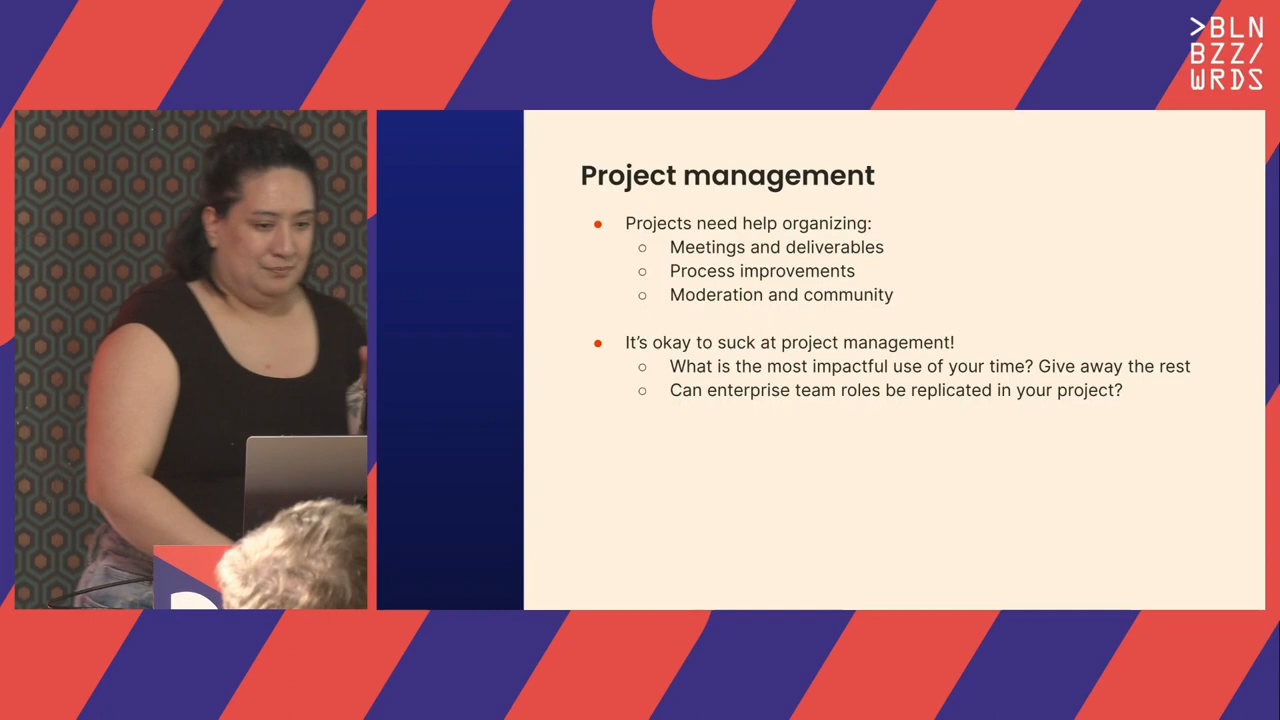 >BLN
BZZ/
WRDS
Project management
● Projects need help organizing:
○ Meetings and deliverables
○ Process improvements
○ Moderation and community
● It's okay to suck at project management!
○ What is the most impactful use of your time? Give away the rest
○ Can enterprise team roles be replicated in your project?